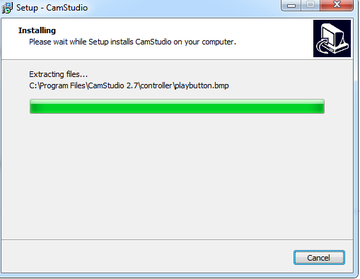 Setup - CamStudio
Installing
Please wait while Setup installs CamStudio on your computer.
Extracting files...
C:\Program Files\CamStudio 2.7\controller\playbutton.bmp
Cancel